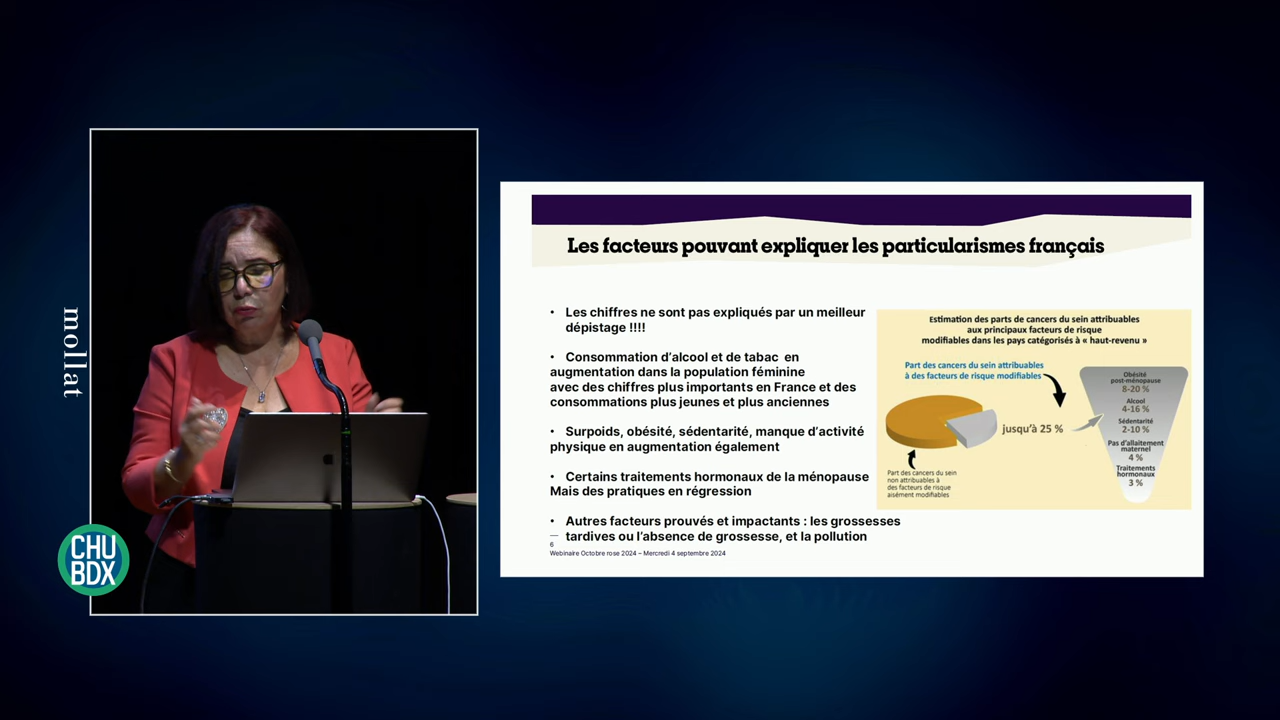 mollat
CHU
BDX
Les facteurs pouvant expliquer les particularismes français
• Les chiffres ne sont pas expliqués par un meilleur
dépistage !!!!
• Consommation d’alcool et de tabac en
augmentation dans la population féminine
avec des chiffres plus importants en France et des
consommations plus jeunes et plus anciennes
• Surpoids, obésité, sédentarité, manque d’activité
physique en augmentation également
• Certains traitements hormonaux de la ménopause
Mais des pratiques en régression
• Autres facteurs prouvés et impactants : les grossesses
tardives ou l’absence de grossesse, et la pollution
6
Webinaire Octobre rose 2024 – Mercredi 4 septembre 2024
Estimation des parts de cancers du sein attribuables
aux principaux facteurs de risque
modifiables dans les pays catégorisés à « haut-revenu »
Part des cancers du sein attribuables
à des facteurs de risque modifiables
jusqu’à 25 %
Part des cancers du sein
non attribuables à
des facteurs de risque
aisément modifiables
Obésité
post-ménopause
8-20 %
Alcool
4-16 %
Sédentarité
2-10 %
Pas d’allaitement
maternel
4 %
Traitements
hormonaux
3 %